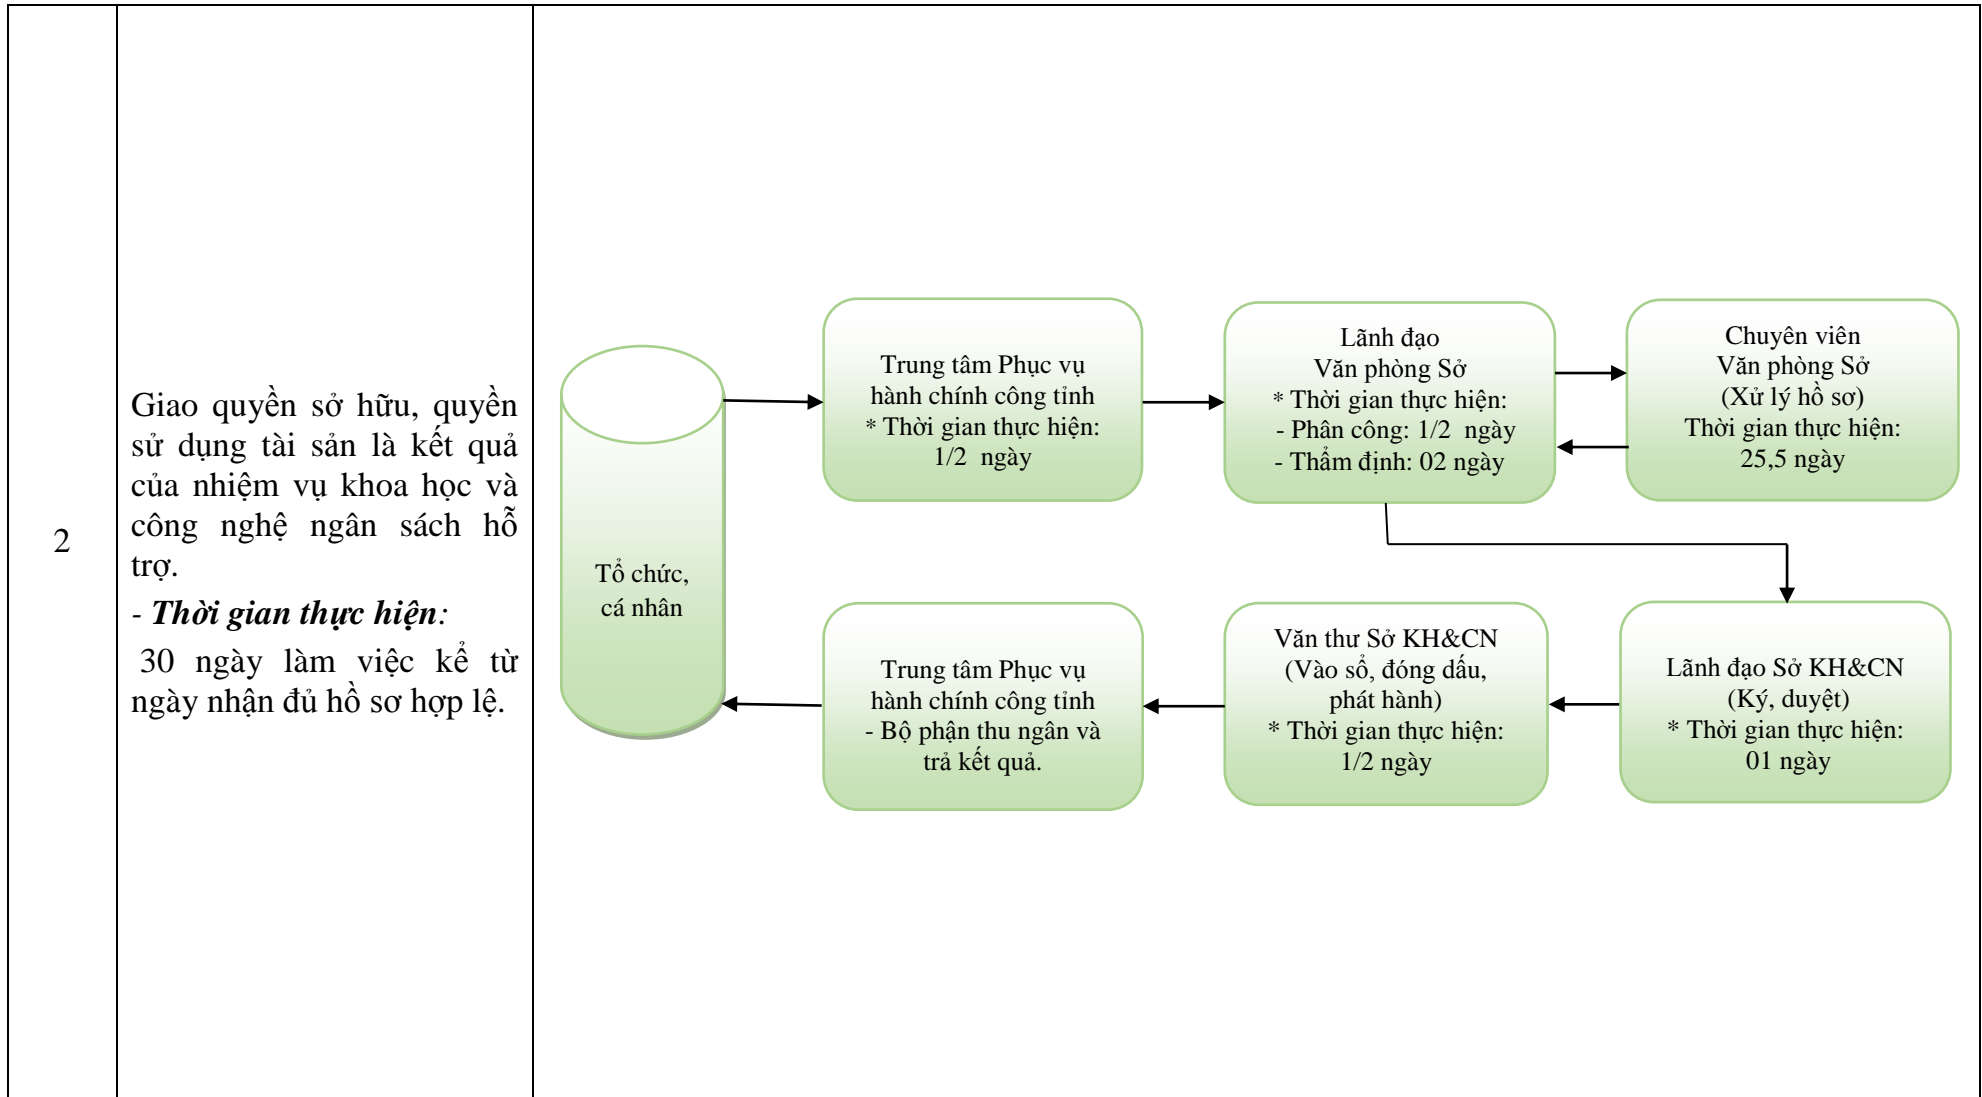 2
Giao quyền sở hữu, quyền
sử dụng tài sản là kết quả
của nhiệm vụ khoa học và
công nghệ ngân sách hỗ
trợ.
- Thời gian thực hiện:
30 ngày làm việc kể từ
ngày nhận đủ hồ sơ hợp lệ.
Tổ chức,
cá nhân
Trung tâm Phục vụ
hành chính công tỉnh
* Thời gian thực hiện:
1/2 ngày
Lãnh đạo
Văn phòng Sở
* Thời gian thực hiện:
- Phân công: 1/2 ngày
- Thẩm định: 02 ngày
Chuyên viên
Văn phòng Sở
(Xử lý hồ sơ)
Thời gian thực hiện:
25,5 ngày
Lãnh đạo Sở KH&CN
(Ký, duyệt)
* Thời gian thực hiện:
01 ngày
Văn thư Sở KH&CN
(Vào sổ, đóng dấu,
phát hành)
* Thời gian thực hiện:
1/2 ngày
Trung tâm Phục vụ
hành chính công tỉnh
- Bộ phận thu ngân và
trả kết quả.